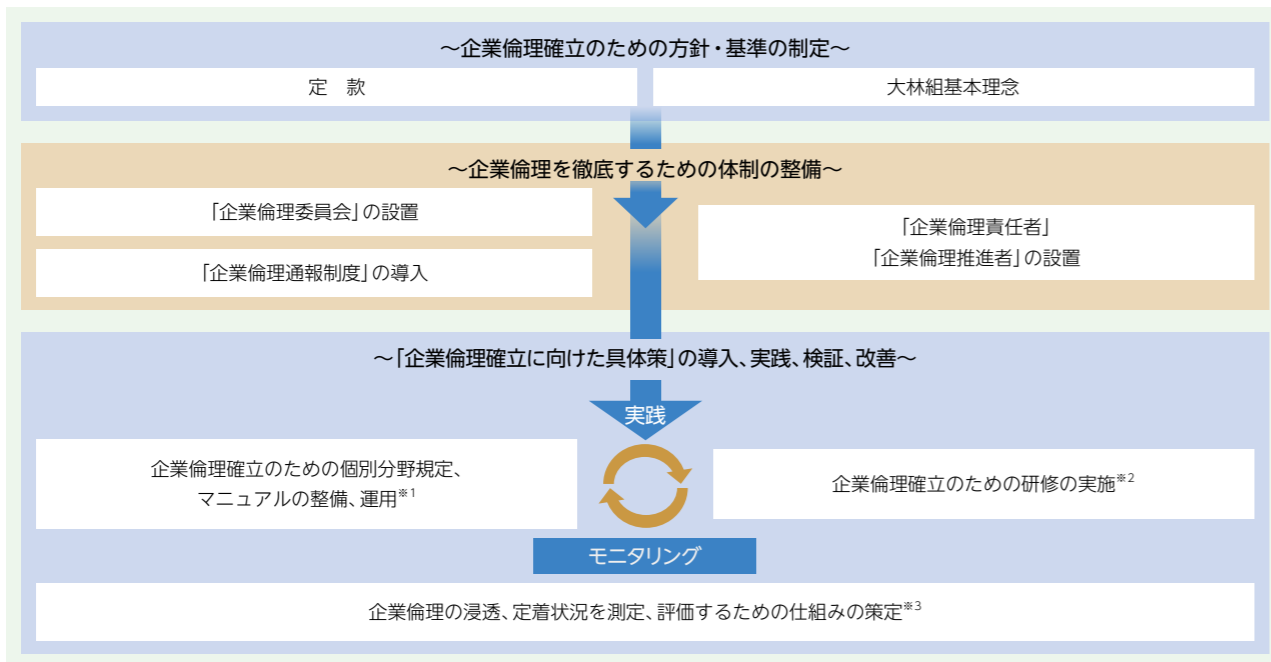 ～企業倫理確立のための方針・基準の制定～
定　款
大林組基本理念
～企業倫理を徹底するための体制の整備～
「企業倫理委員会」の設置
「企業倫理通報制度」の導入
「企業倫理責任者」
「企業倫理推進者」の設置
～「企業倫理確立に向けた具体策」の導入、実践、検証、改善～
実践
企業倫理確立のための個別分野規定、
マニュアルの整備、運用※1
企業倫理確立のための研修の実施※2
モニタリング
企業倫理の浸透、定着状況を測定、評価するための仕組みの策定※3